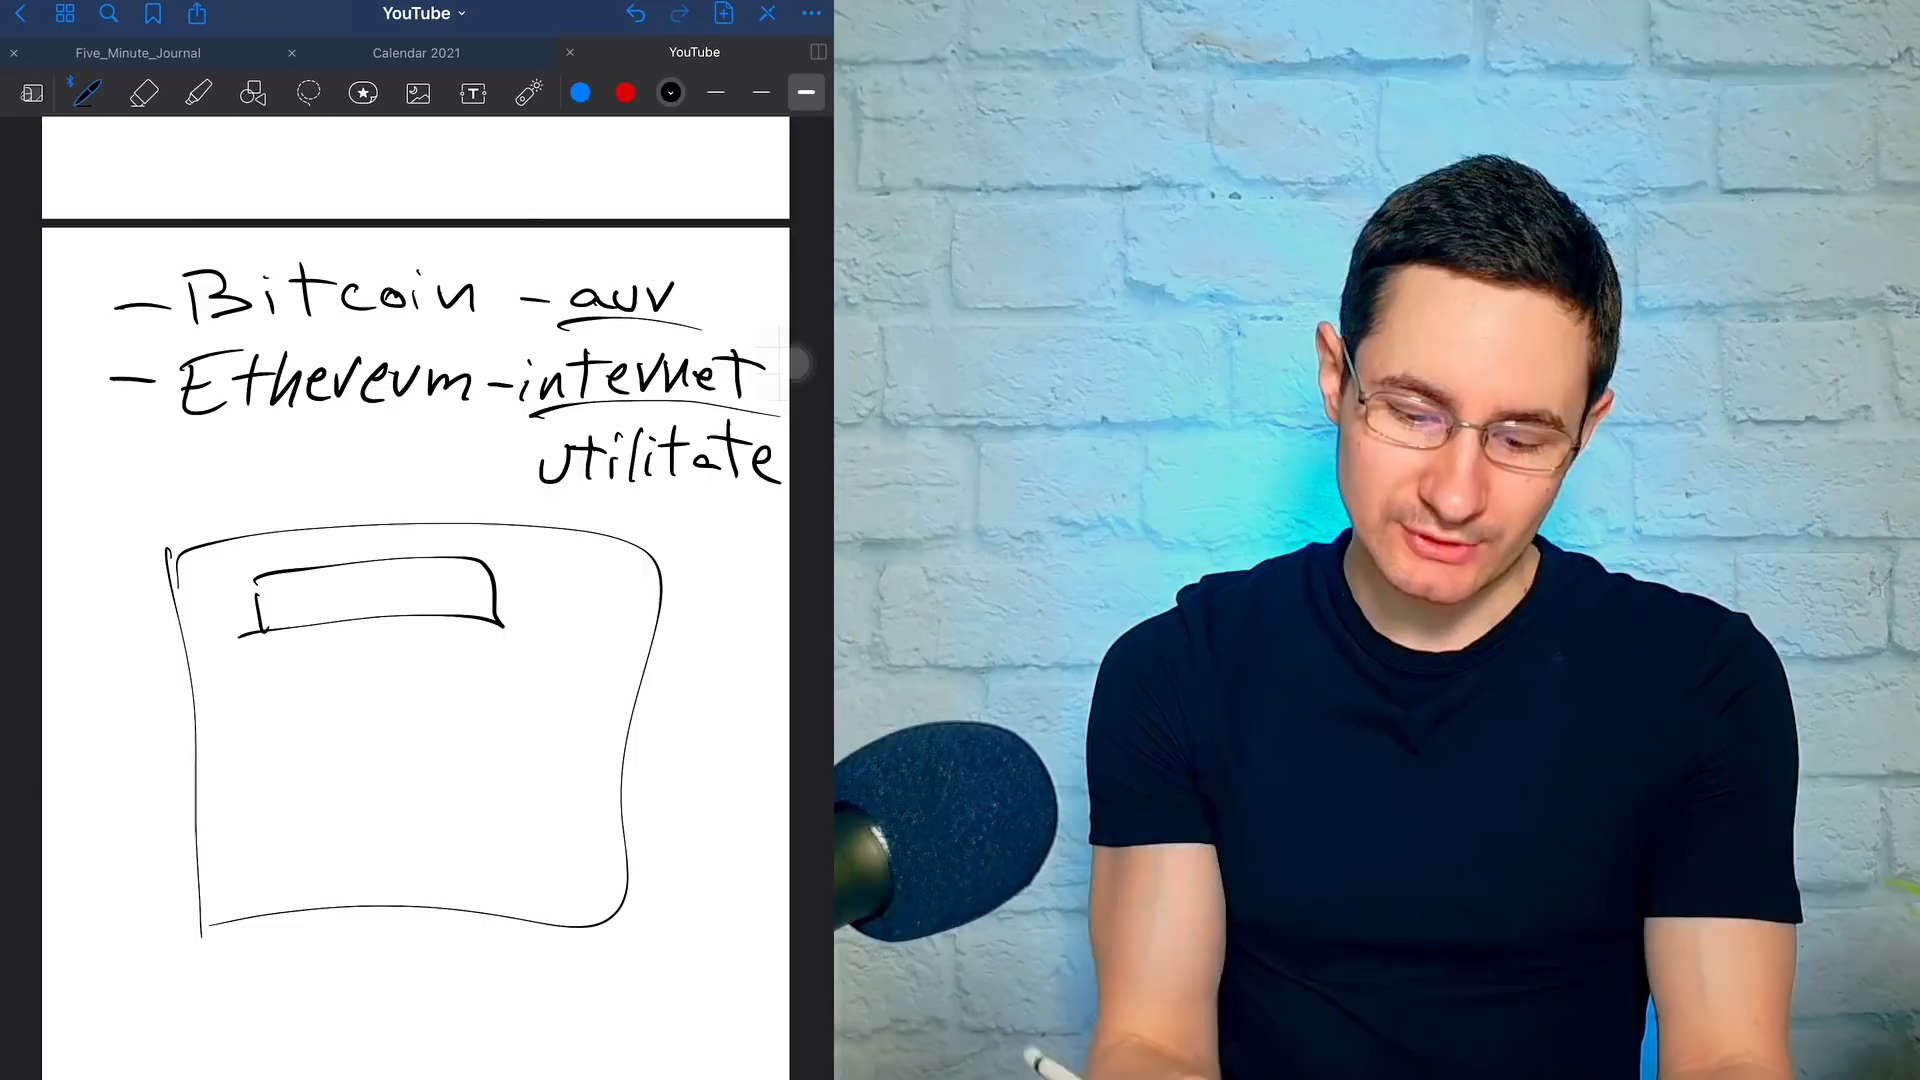 YouTube
Five_Minute_Journal
Calendar 2021
YouTube
- Bitcoin - aur
- Ethereum - internet
utilitate